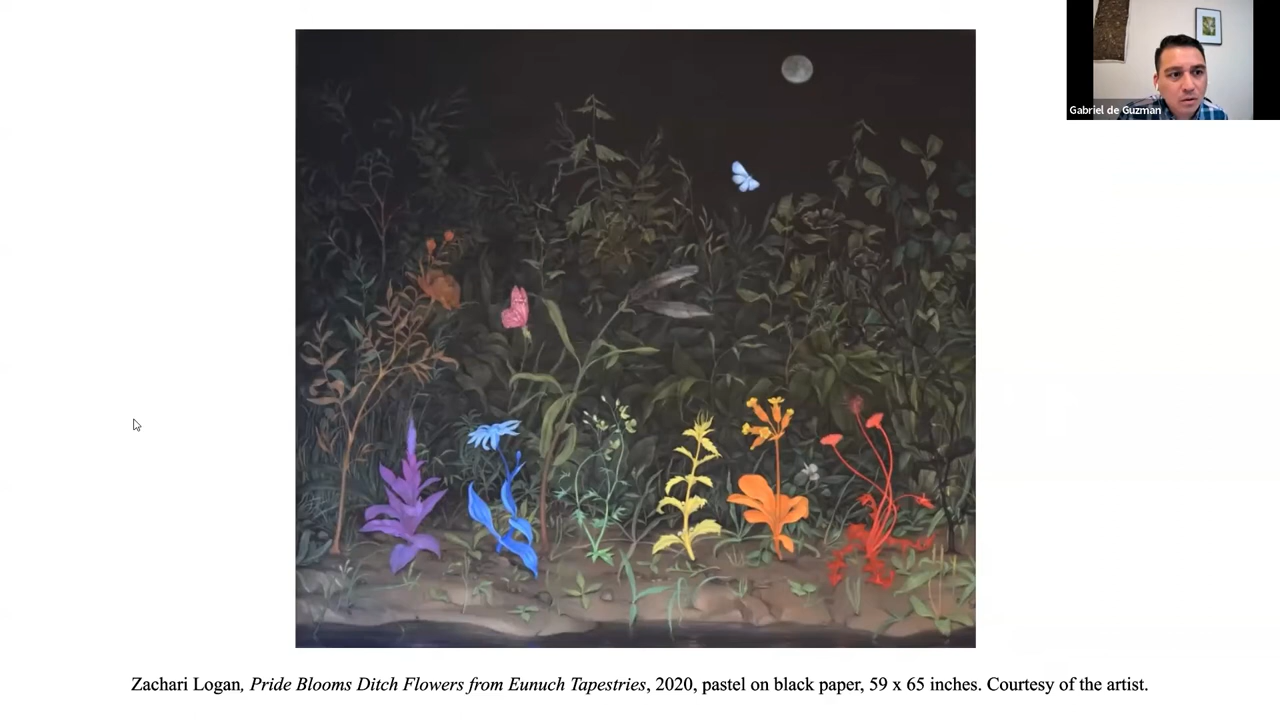 Gabriel de Guzman
Zachari Logan, Pride Blooms Ditch Flowers from Eunuch Tapestries, 2020, pastel on black paper, 59 x 65 inches. Courtesy of the artist.